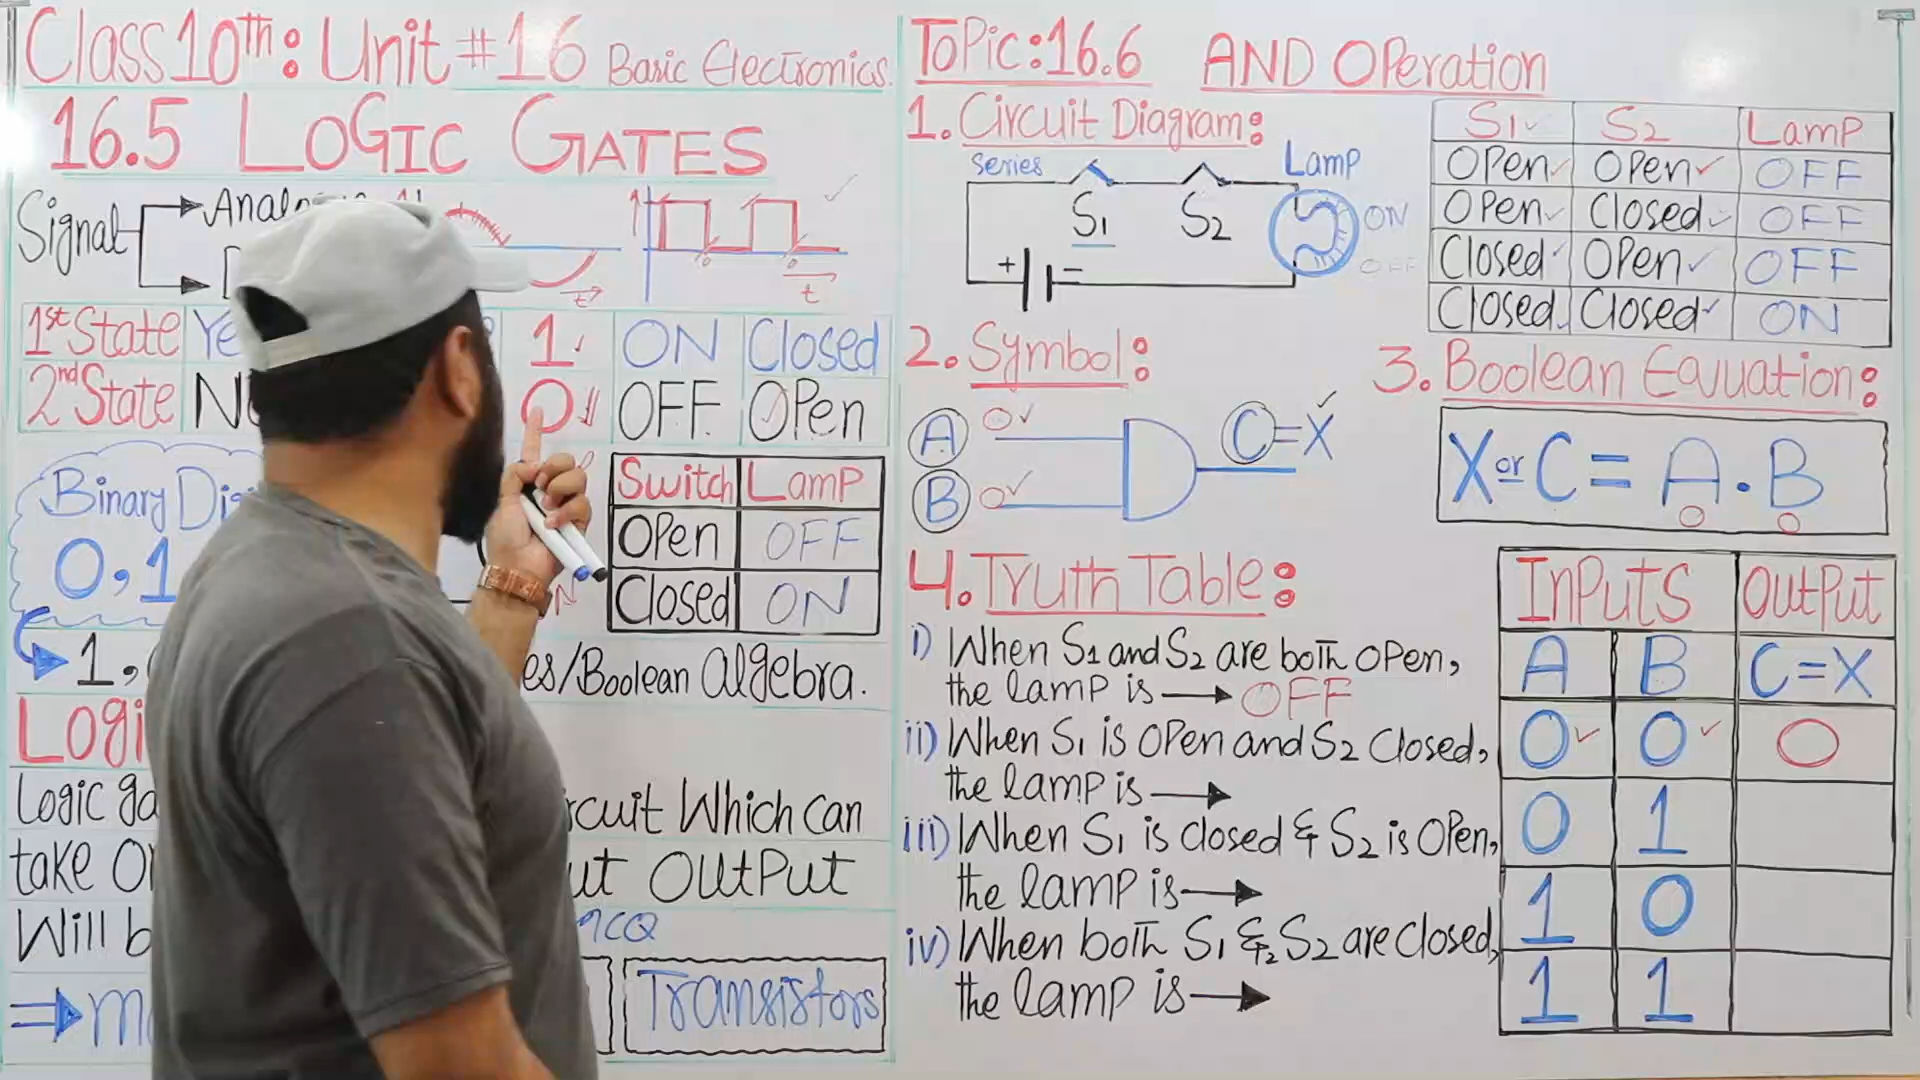 Class 10th: Unit #16 Basic Electronics.
16.5 LOGIC GATES
Signal
t
1
0
0
t
1st State
1
ON
Closed
2nd State
0
OFF
OPen
Binary
0,1
Switch
Lamp
OPen
OFF
Closed
ON
1,
/Boolean Algebra.
Logic
Which can
take
OutPut
Will
MCQ
Transistors
ToPic:16.6 AND OPeration
1. Circuit Diagram:
series
S1
S2
Lamp
ON
OFF
+
-
S1
S2
LamP
OPen
OPen
OFF
OPen
Closed
OFF
Closed
OPen
OFF
Closed
Closed
ON
2. Symbol:
A
0
B
0
C=X
3. Boolean Equation:
X or C = A . B
0
0
4. Truth Table:
i) When S1 and S2 are both OPen,
the lamp is → OFF
ii) When S1 is OPen and S2 Closed,
the lamp is →
iii) When S1 is closed & S2 is OPen,
the lamp is →
iv) When both S1 & S2 are Closed,
the lamp is →
InPuts
OutPut
A
B
C=X
0
0
0
0
1
1
0
1
1